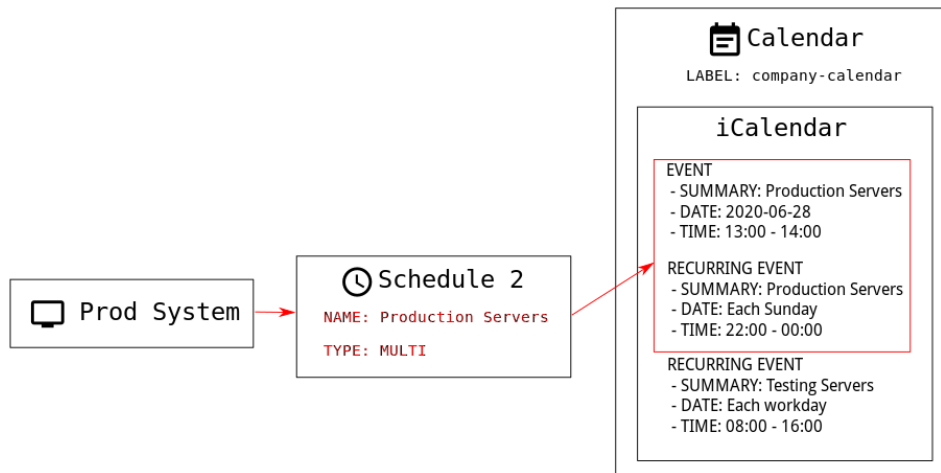 Prod System
Schedule 2
NAME: Production Servers
TYPE: MULTI
Calendar
LABEL: company-calendar
iCalendar
EVENT
- SUMMARY: Production Servers
- DATE: 2020-06-28
- TIME: 13:00 - 14:00
RECURRING EVENT
- SUMMARY: Production Servers
- DATE: Each Sunday
- TIME: 22:00 - 00:00
RECURRING EVENT
- SUMMARY: Testing Servers
- DATE: Each workday
- TIME: 08:00 - 16:00